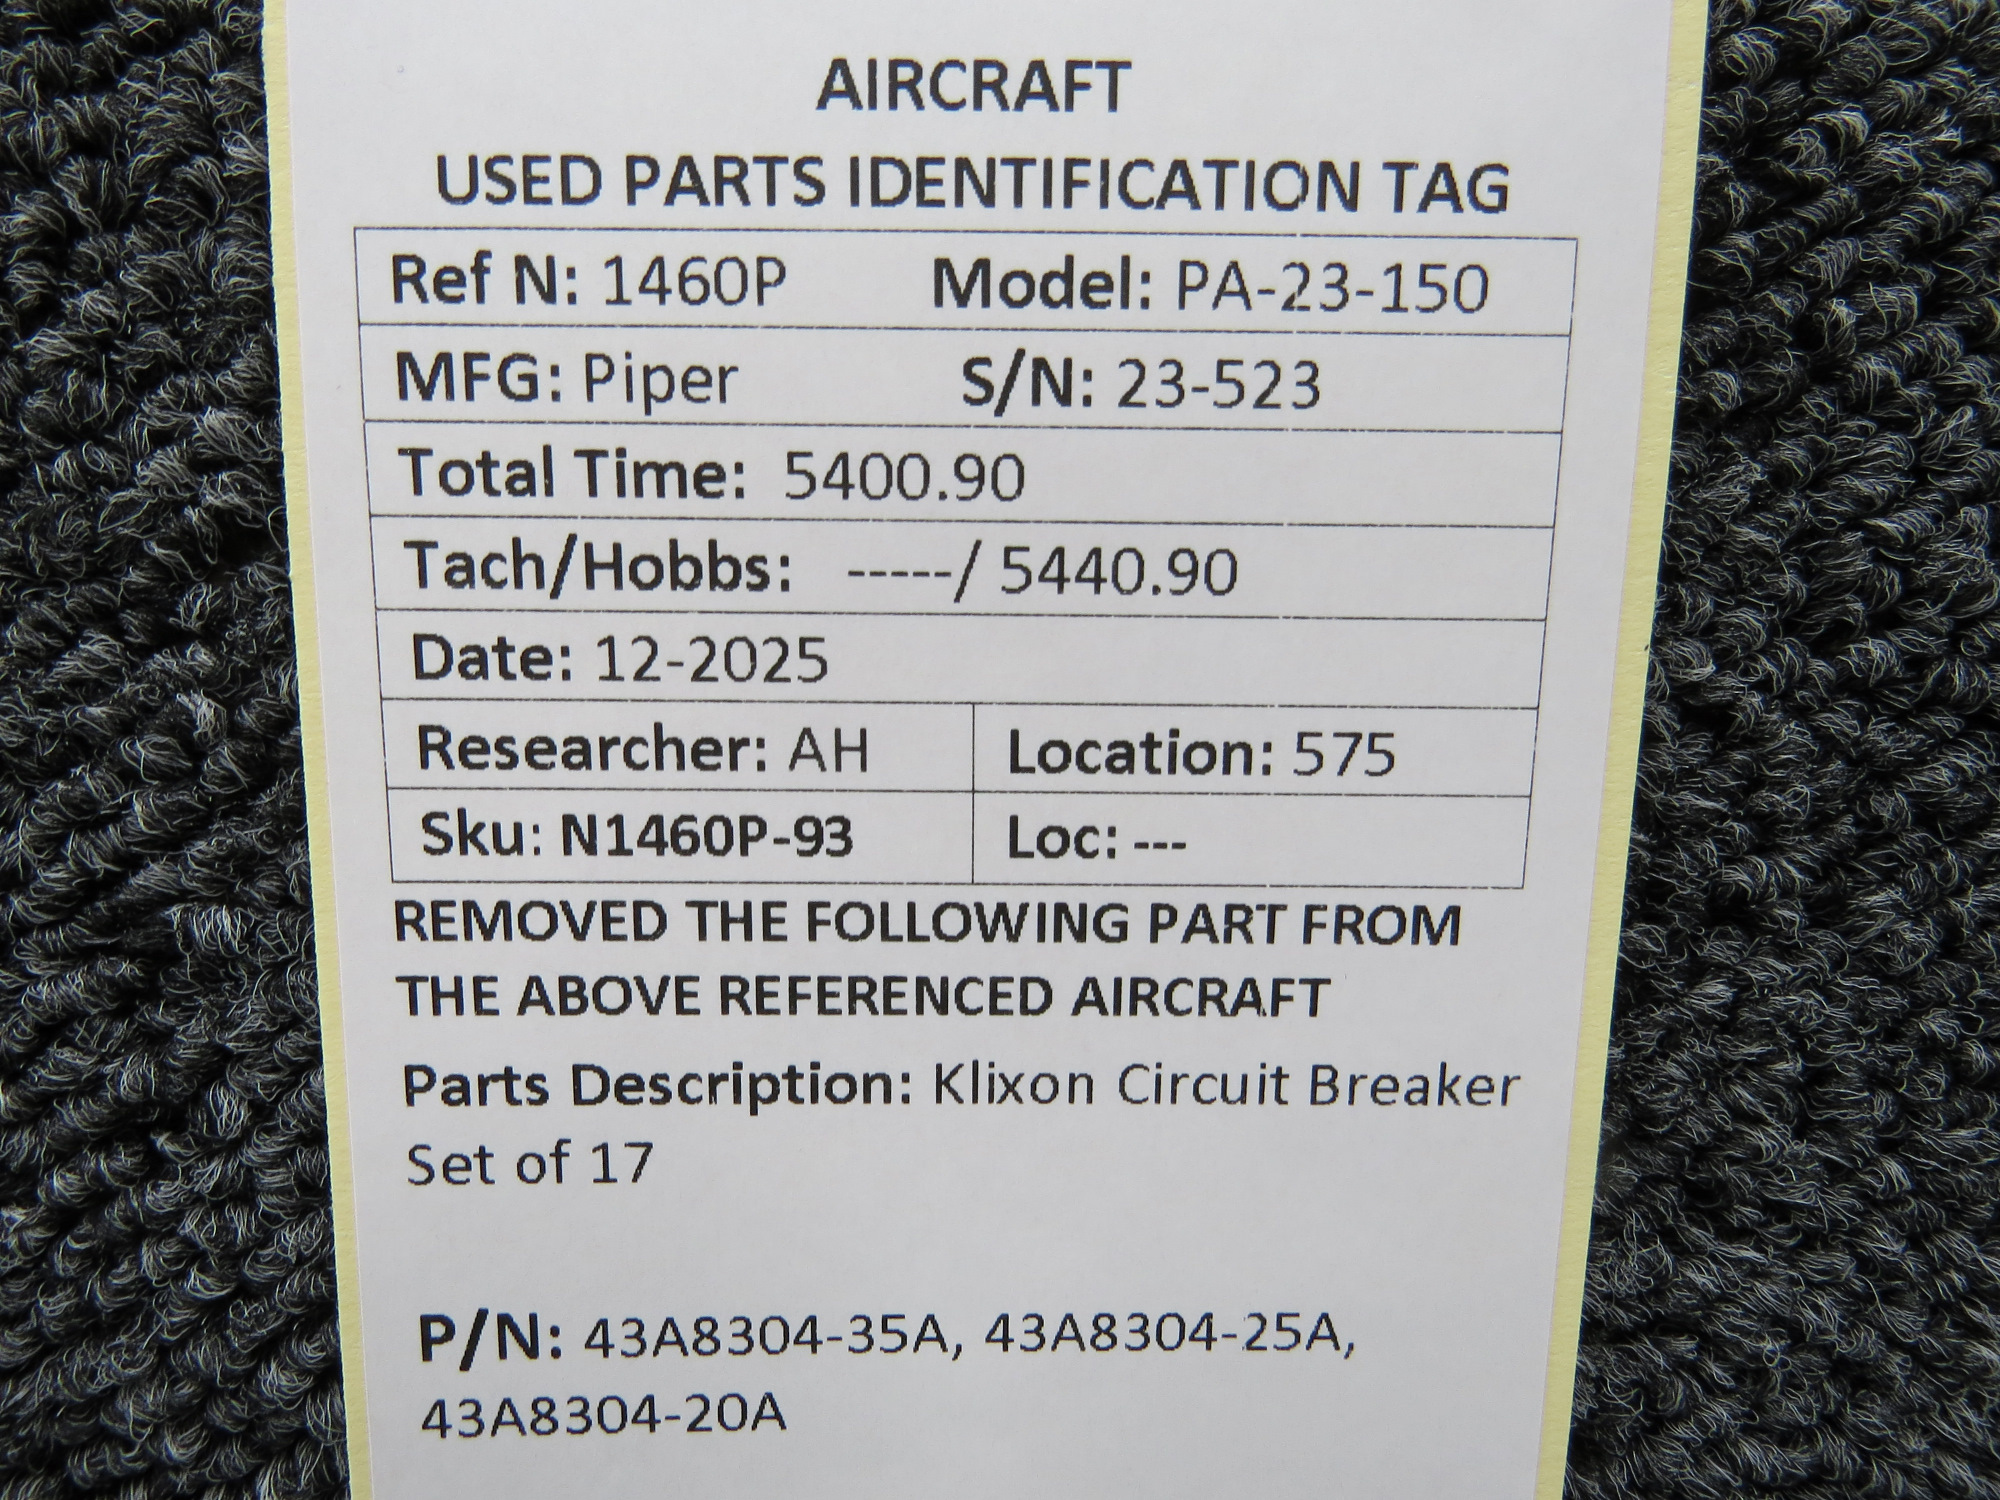 AIRCRAFT
USED PARTS IDENTIFICATION TAG
Ref N: 1460P Model: PA-23-150
MFG: Piper S/N: 23-523
Total Time: 5400.90
Tach/Hobbs: -----/ 5440.90
Date: 12-2025
Researcher: AH Location: 575
Sku: N1460P-93 Loc: ---
REMOVED THE FOLLOWING PART FROM
THE ABOVE REFERENCED AIRCRAFT
Parts Description: Klixon Circuit Breaker
Set of 17
P/N: 43A8304-35A, 43A8304-25A,
43A8304-20A